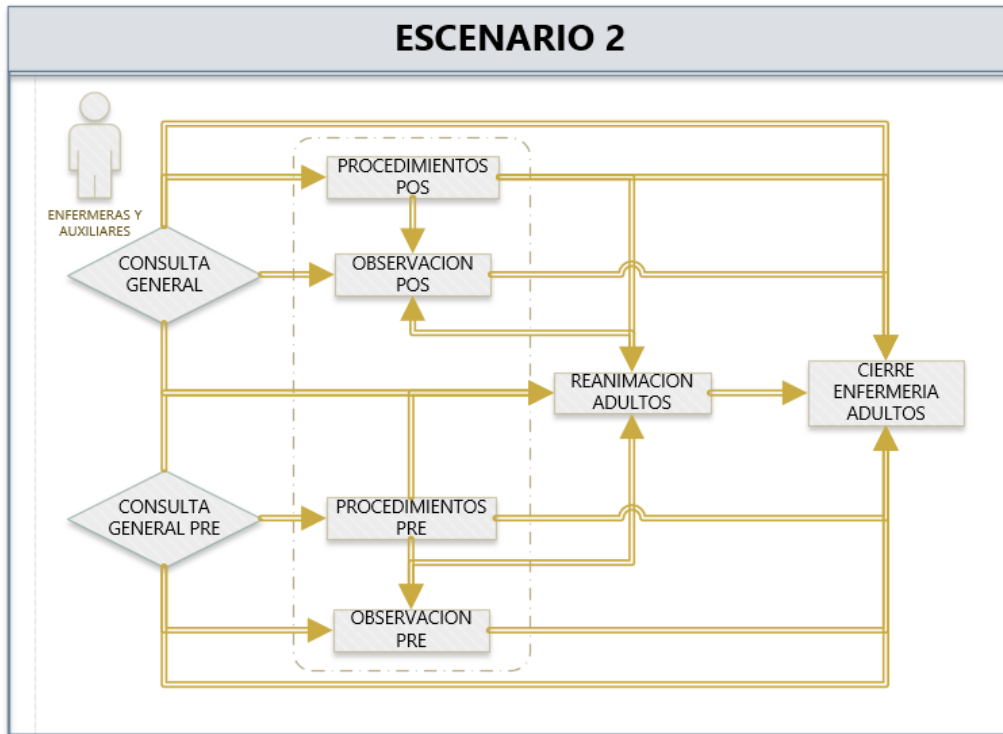 ESCENARIO 2
ENFERMERAS Y
AUXILIARES
PROCEDIMIENTOS
POS
CONSULTA
GENERAL
OBSERVACION
POS
REANIMACION
ADULTOS
CIERRE
ENFERMERIA
ADULTOS
CONSULTA
GENERAL PRE
PROCEDIMIENTOS
PRE
OBSERVACION
PRE